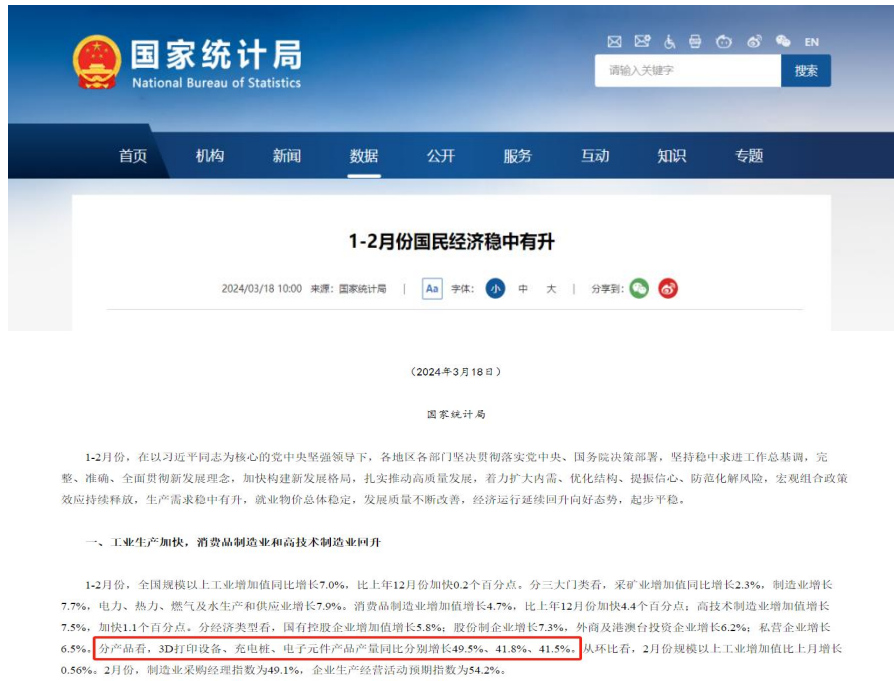 国家统计局
National Bureau of Statistics
EN
请输入关键字
搜索
首页 机构 新闻 数据 公开 服务 互动 知识 专题
1-2月份国民经济稳中有升
2024/03/18 10:00 来源：国家统计局 | Aa 字体： 小 中 大 | 分享到：
（2024年3月18日）
国家统计局
1-2月份，在以习近平同志为核心的党中央坚强领导下，各地区各部门坚决贯彻落实党中央、国务院决策部署，坚持稳中求进工作总基调，完
整、准确、全面贯彻新发展理念，加快构建新发展格局，扎实推动高质量发展，着力扩大内需、优化结构、提振信心、防范化解风险，宏观组合政策
效应持续释放，生产需求稳中有升，就业物价总体稳定，发展质量不断改善，经济运行延续回升向好态势，起步平稳。
一、工业生产加快，消费品制造业和高技术制造业回升
1-2月份，全国规模以上工业增加值同比增长7.0%，比上年12月份加快0.2个百分点。分三大门类看，采矿业增加值同比增长2.3%，制造业增长
7.7%，电力、热力、燃气及水生产和供应业增长7.9%。消费品制造业增加值增长4.7%，比上年12月份加快4.4个百分点；高技术制造业增加值增长
7.5%，加快1.1个百分点。分经济类型看，国有控股企业增加值增长5.8%；股份制企业增长7.3%，外商及港澳台投资企业增长6.2%；私营企业增长
6.5%。分产品看，3D打印设备、充电桩、电子元件产品产量同比分别增长49.5%、41.8%、41.5%。从环比看，2月份规模以上工业增加值比上月增长
0.56%。2月份，制造业采购经理指数为49.1%，企业生产经营活动预期指数为54.2%。